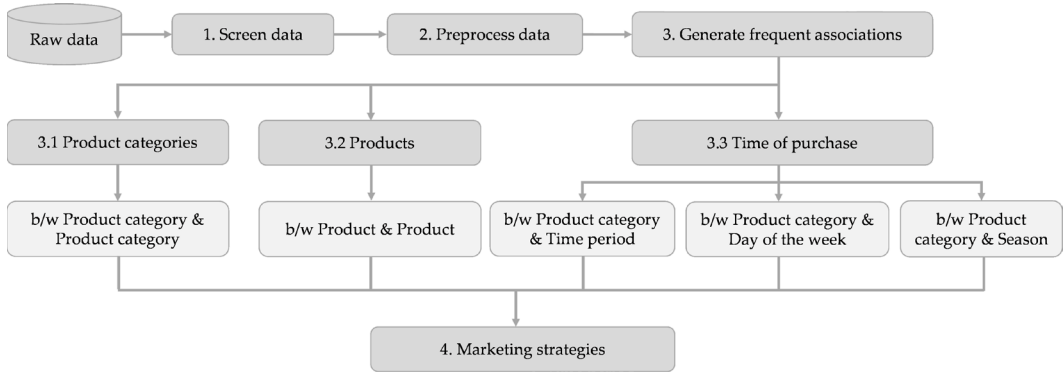 Raw data
1. Screen data
2. Preprocess data
3. Generate frequent associations
3.1 Product categories
3.2 Products
3.3 Time of purchase
b/w Product category &
Product category
b/w Product & Product
b/w Product category
& Time period
b/w Product category &
Day of the week
b/w Product
category & Season
4. Marketing strategies